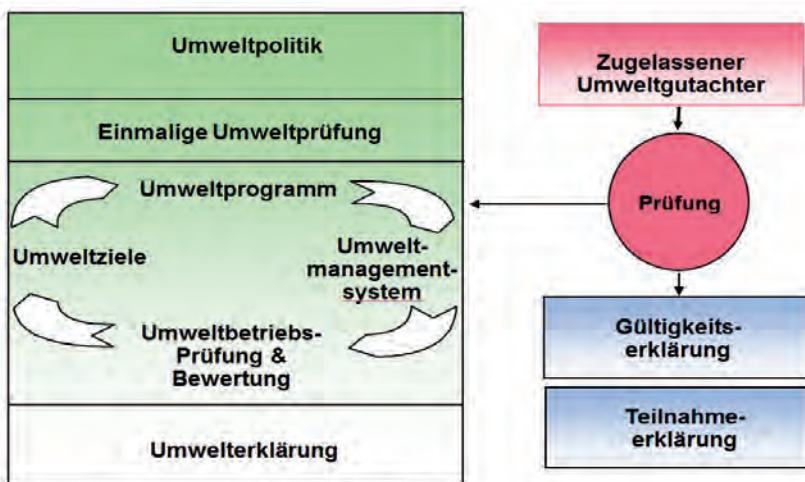 Umweltpolitik
Einmalige Umweltprüfung
Umweltprogramm
Umweltziele
Umwelt-
management-
system
Umweltbetriebs-
Prüfung &
Bewertung
Umwelterklärung
Zugelassener
Umweltgutachter
Prüfung
Gültigkeits-
erklärung
Teilnahme-
erklärung